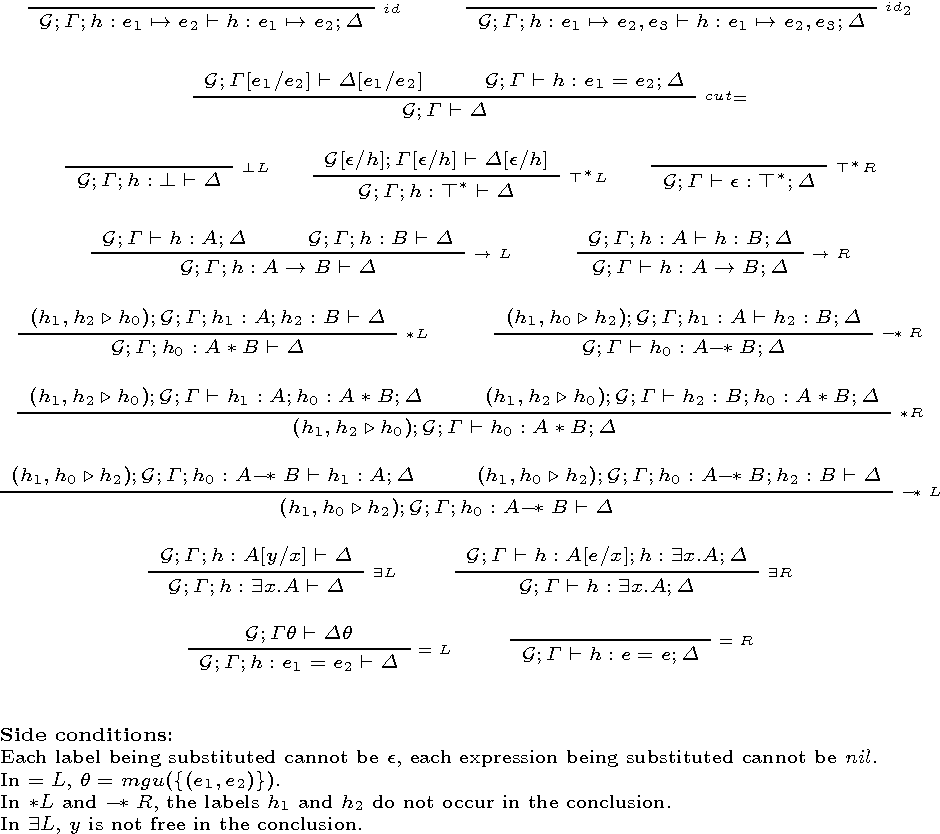 𝒢; Γ; h : e₁ ↦ e₂ ⊢ h : e₁ ↦ e₂; Δ   id
𝒢; Γ; h : e₁ ↦ e₂, e₃ ⊢ h : e₁ ↦ e₂, e₃; Δ   id₂
𝒢; Γ[e₁/e₂] ⊢ Δ[e₁/e₂]   𝒢; Γ ⊢ h : e₁ = e₂; Δ
𝒢; Γ ⊢ Δ   cut=
𝒢; Γ; h : ⊥ ⊢ Δ   ⊥L
𝒢[ϵ/h]; Γ[ϵ/h] ⊢ Δ[ϵ/h]
𝒢; Γ; h : ⊤* ⊢ Δ   ⊤*L
𝒢; Γ ⊢ ϵ : ⊤*; Δ   ⊤*R
𝒢; Γ ⊢ h : A; Δ   𝒢; Γ; h : B ⊢ Δ
𝒢; Γ; h : A → B ⊢ Δ   → L
𝒢; Γ; h : A ⊢ h : B; Δ
𝒢; Γ ⊢ h : A → B; Δ   → R
(h₁, h₂ ▹ h₀); 𝒢; Γ; h₁ : A; h₂ : B ⊢ Δ
𝒢; Γ; h₀ : A ∗ B ⊢ Δ   ∗L
(h₁, h₀ ▹ h₂); 𝒢; Γ; h₁ : A ⊢ h₂ : B; Δ
𝒢; Γ ⊢ h₀ : A −∗ B; Δ   −∗ R
(h₁, h₂ ▹ h₀); 𝒢; Γ ⊢ h₁ : A; h₀ : A ∗ B; Δ   (h₁, h₂ ▹ h₀); 𝒢; Γ ⊢ h₂ : B; h₀ : A ∗ B; Δ
(h₁, h₂ ▹ h₀); 𝒢; Γ ⊢ h₀ : A ∗ B; Δ   ∗R
(h₁, h₀ ▹ h₂); 𝒢; Γ; h₀ : A −∗ B ⊢ h₁ : A; Δ   (h₁, h₀ ▹ h₂); 𝒢; Γ; h₀ : A −∗ B; h₂ : B ⊢ Δ
(h₁, h₀ ▹ h₂); 𝒢; Γ; h₀ : A −∗ B ⊢ Δ   −∗ L
𝒢; Γ; h : A[y/x] ⊢ Δ
𝒢; Γ; h : ∃x.A ⊢ Δ   ∃L
𝒢; Γ ⊢ h : A[e/x]; h : ∃x.A; Δ
𝒢; Γ ⊢ h : ∃x.A; Δ   ∃R
𝒢; Γθ ⊢ Δθ
𝒢; Γ; h : e₁ = e₂ ⊢ Δ   = L
𝒢; Γ ⊢ h : e = e; Δ   = R
Side conditions:
Each label being substituted cannot be ϵ, each expression being substituted cannot be nil.
In = L, θ = mgu({(e₁, e₂)}).
In ∗L and −∗ R, the labels h₁ and h₂ do not occur in the conclusion.
In ∃L, y is not free in the conclusion.